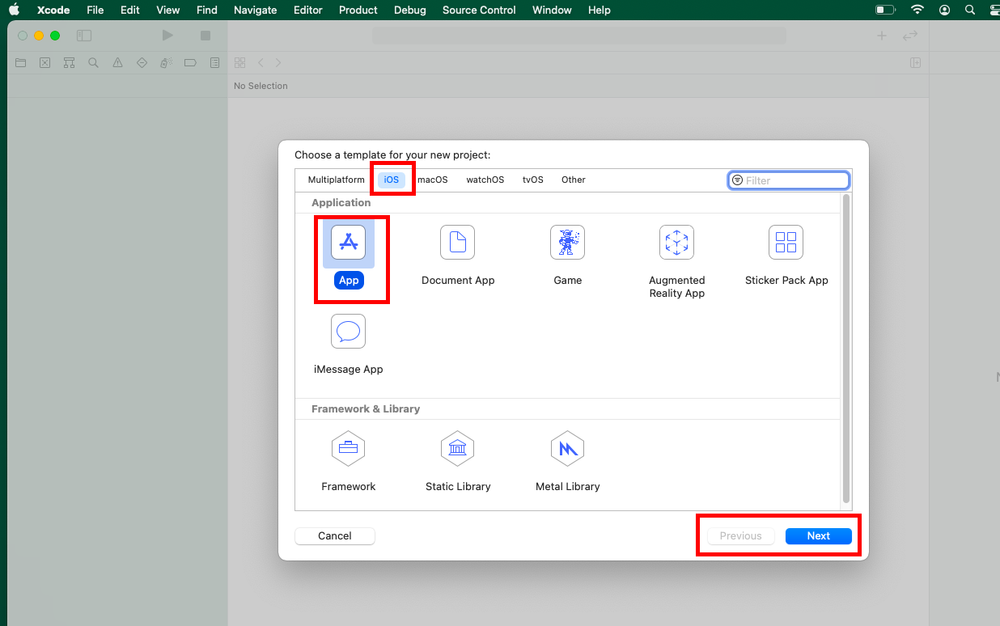 Xcode File Edit View Find Navigate Editor Product Debug Source Control Window Help
No Selection
Choose a template for your new project:
Multiplatform iOS macOS watchOS tvOS Other Filter
Application
App Document App Game Augmented Reality App Sticker Pack App
iMessage App
Framework & Library
Framework Static Library Metal Library
Cancel Previous Next